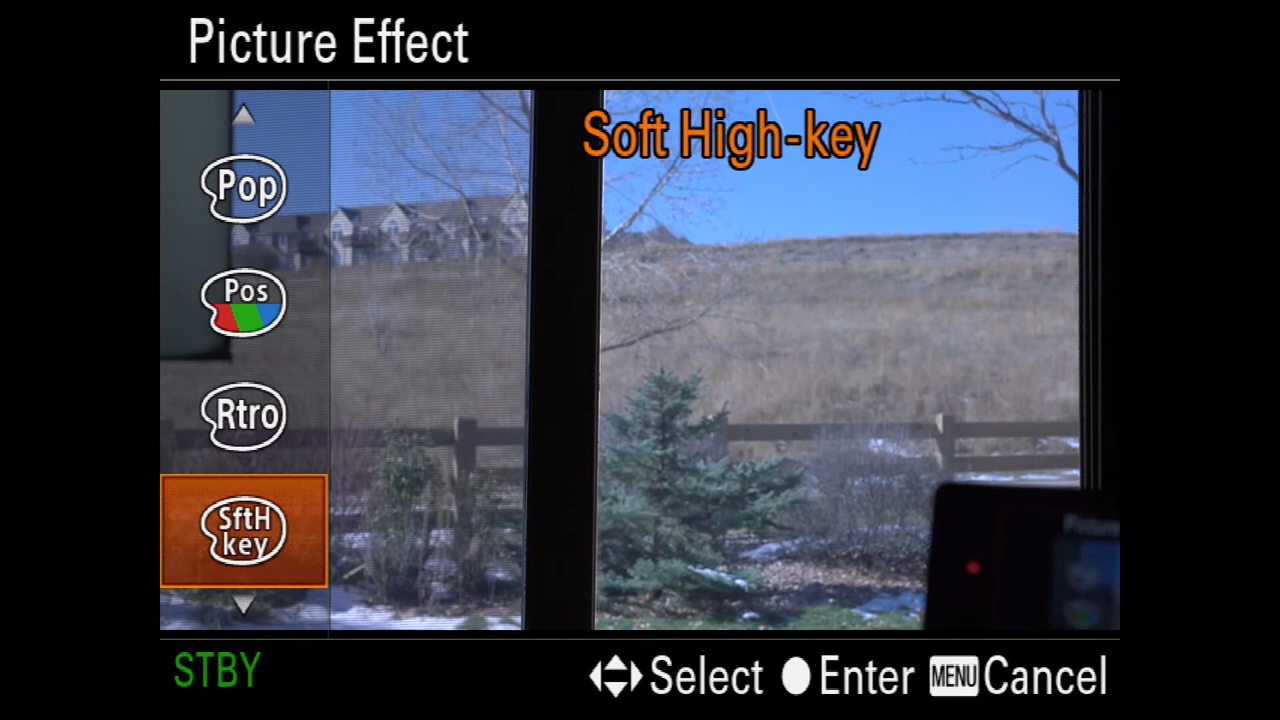 Picture Effect
Soft High-key
Pop
Pos
Rtro
SftH
key
STBY
Select
Enter
MENU
Cancel